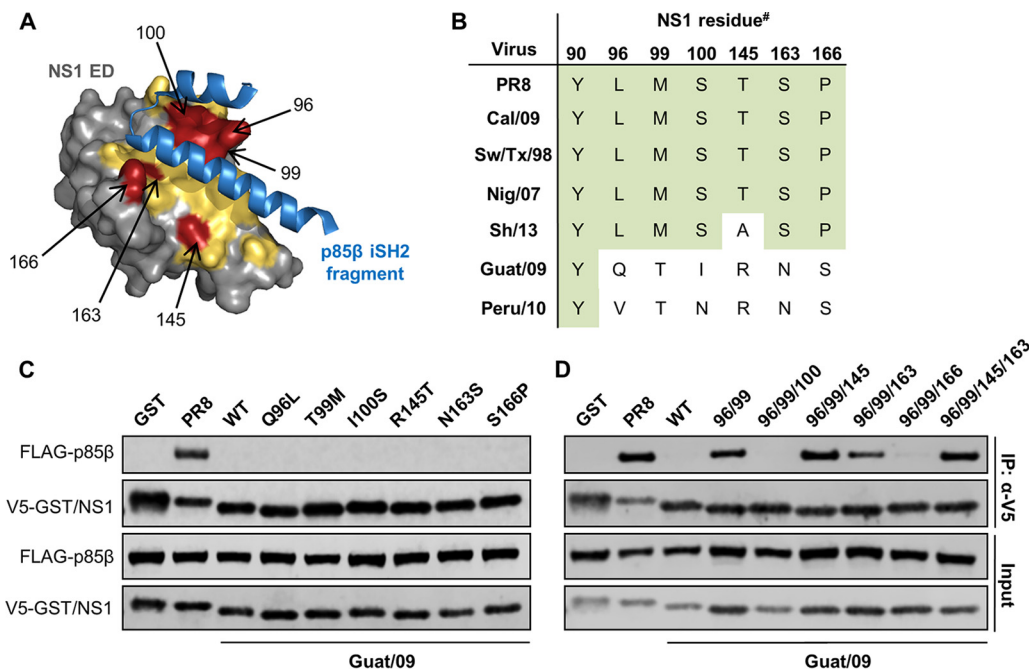 A
100
NS1 ED
96
99
166
163
145
p85β iSH2
fragment
B
NS1 residue#
Virus 90 96 99 100 145 163 166
PR8 Y L M S T S P
Cal/09 Y L M S T S P
Sw/Tx/98 Y L M S T S P
Nig/07 Y L M S T S P
Sh/13 Y L M S A S P
Guat/09 Y Q T I R N S
Peru/10 Y V T N R N S
C
GST PR8 WT Q96L T99M I100S R145T N163S S166P
FLAG-p85β
V5-GST/NS1
FLAG-p85β
V5-GST/NS1
Guat/09
D
GST PR8 WT 96/99 96/99/100 96/99/145 96/99/163 96/99/166 96/99/145/163
IP: α-V5
Input
Guat/09